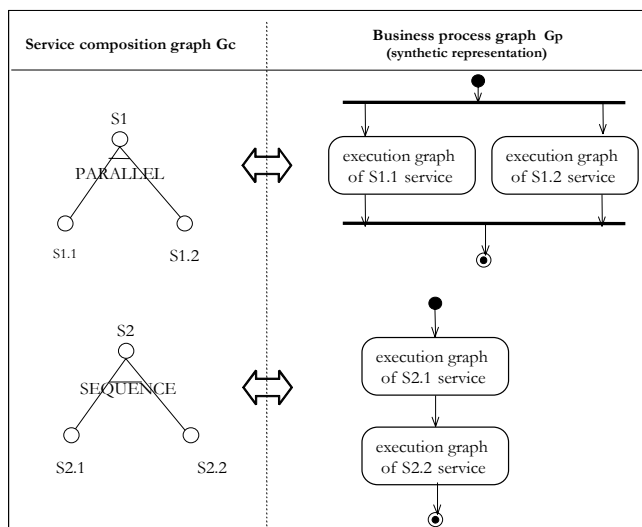 Service composition graph Gc
Business process graph Gp
(synthetic representation)
S1
PARALLEL
S1.1
S1.2
execution graph
of S1.1 service
execution graph
of S1.2 service
S2
SEQUENCE
S2.1
S2.2
execution graph
of S2.1 service
execution graph
of S2.2 service